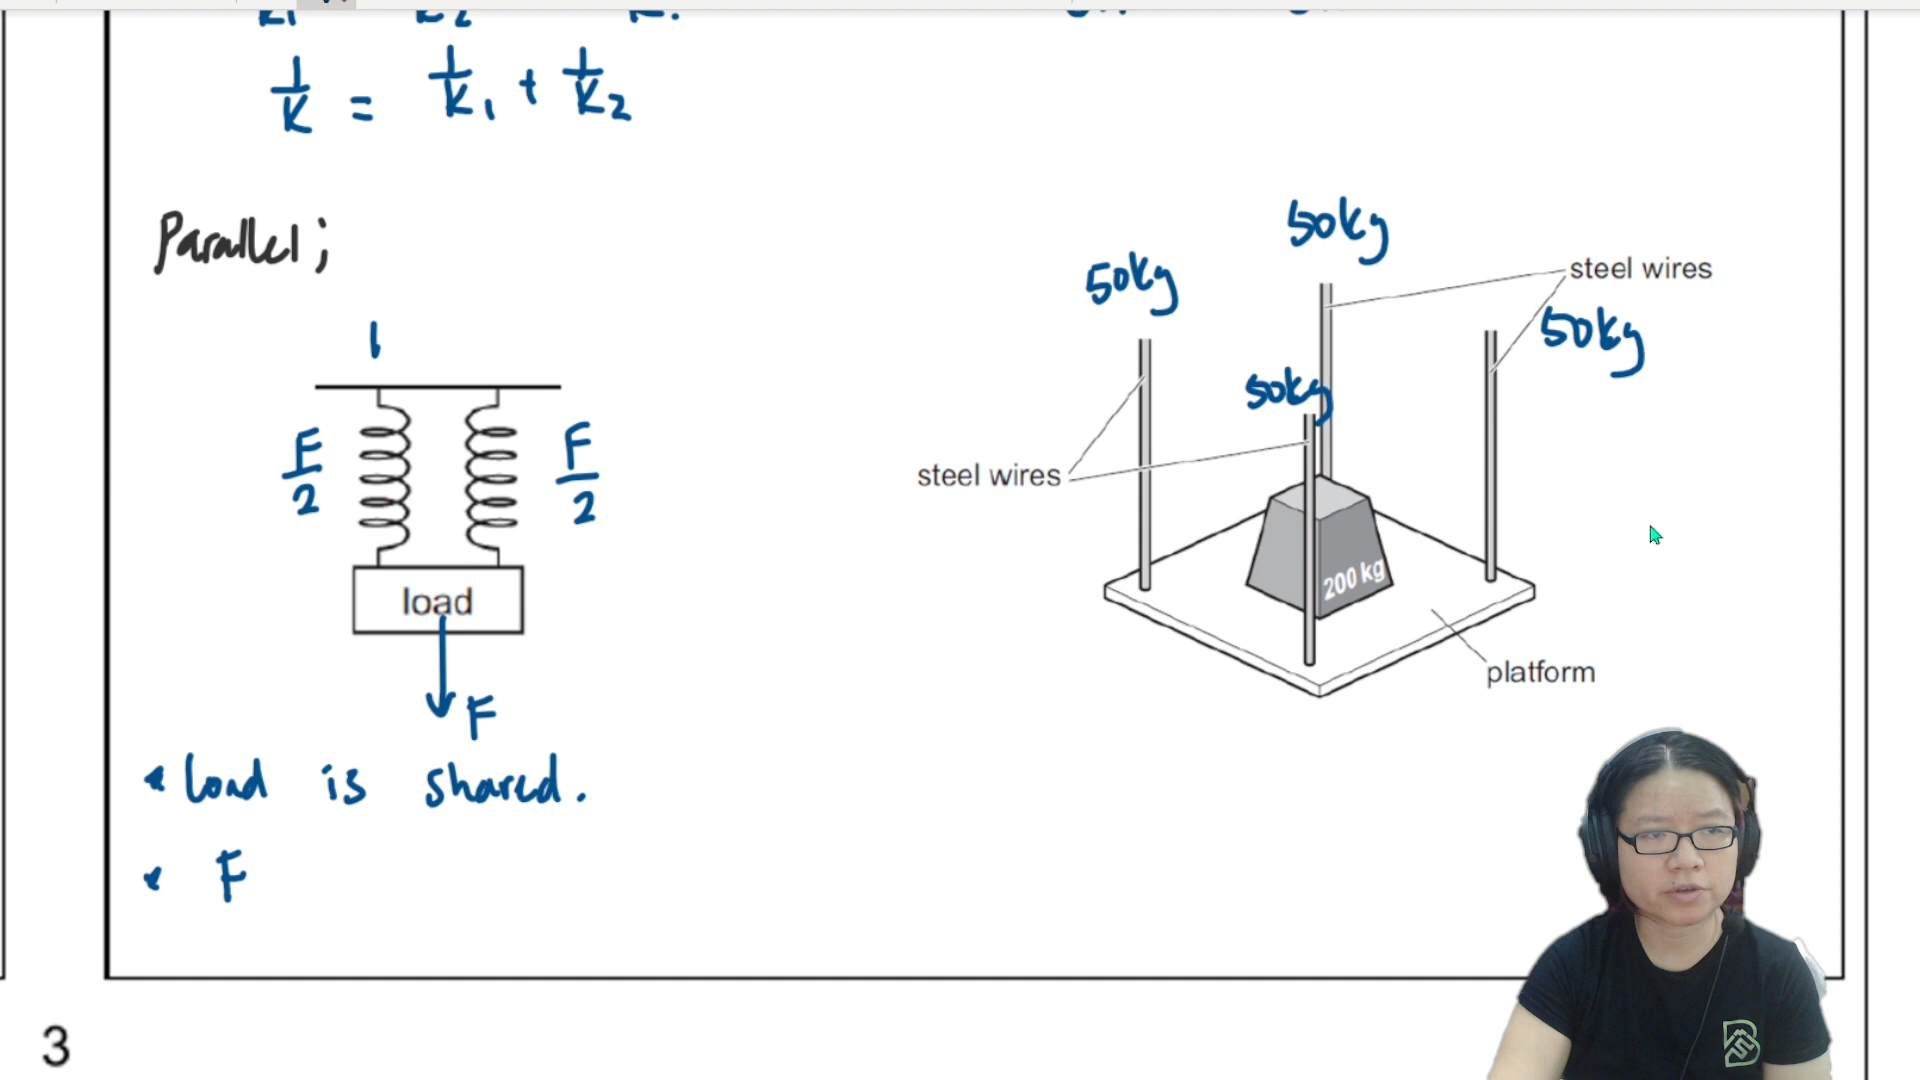 1/K = 1/K₁ + 1/K₂
Parallel;
1
F/2
F/2
load
F
• load is shared.
• F
50kg
50kg
50kg
50kg
steel wires
steel wires
200 kg
platform
3